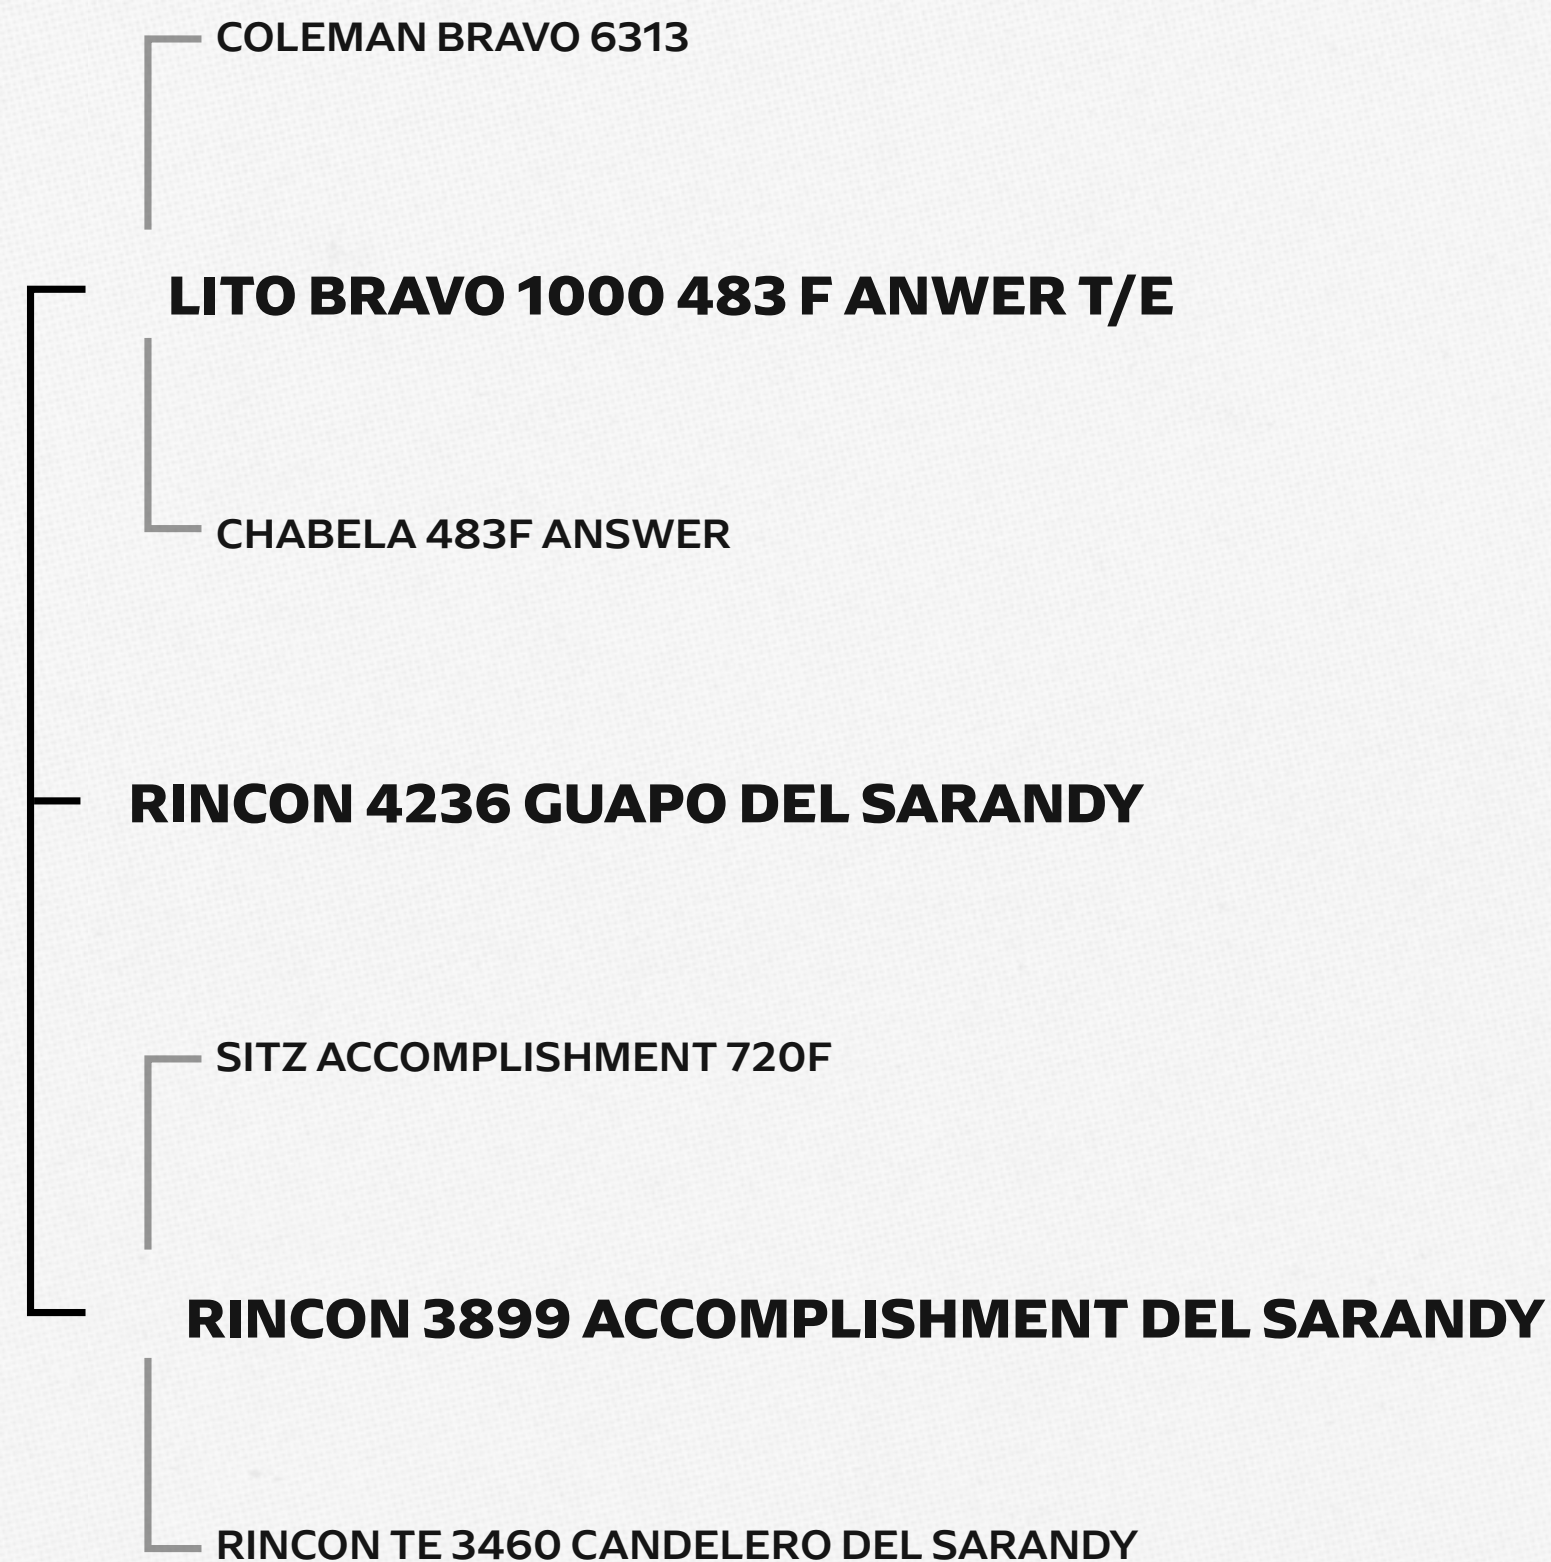 COLEMAN BRAVO 6313
LITO BRAVO 1000 483 F ANWER T/E
CHABELA 483F ANSWER
RINCON 4236 GUAPO DEL SARANDY
SITZ ACCOMPLISHMENT 720F
RINCON 3899 ACCOMPLISHMENT DEL SARANDY
RINCON TE 3460 CANDELERO DEL SARANDY